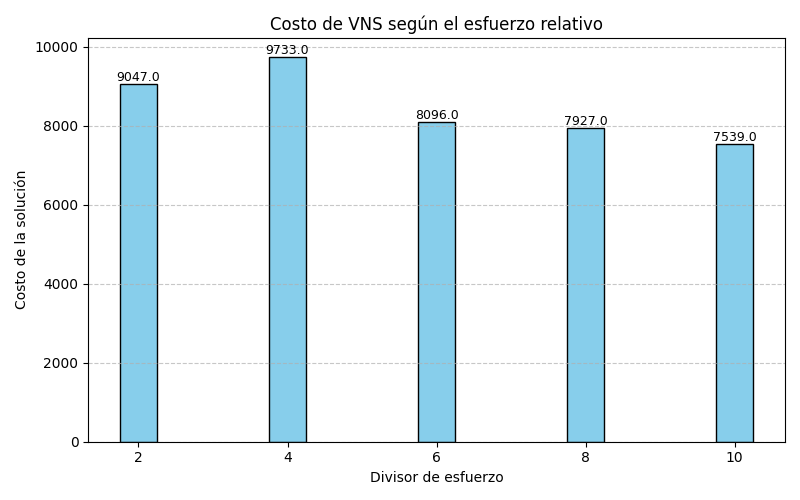 Costo de VNS según el esfuerzo relativo
10000
8000
6000
4000
2000
0
Costo de la solución
9047.0
9733.0
8096.0
7927.0
7539.0
2 4 6 8 10
Divisor de esfuerzo